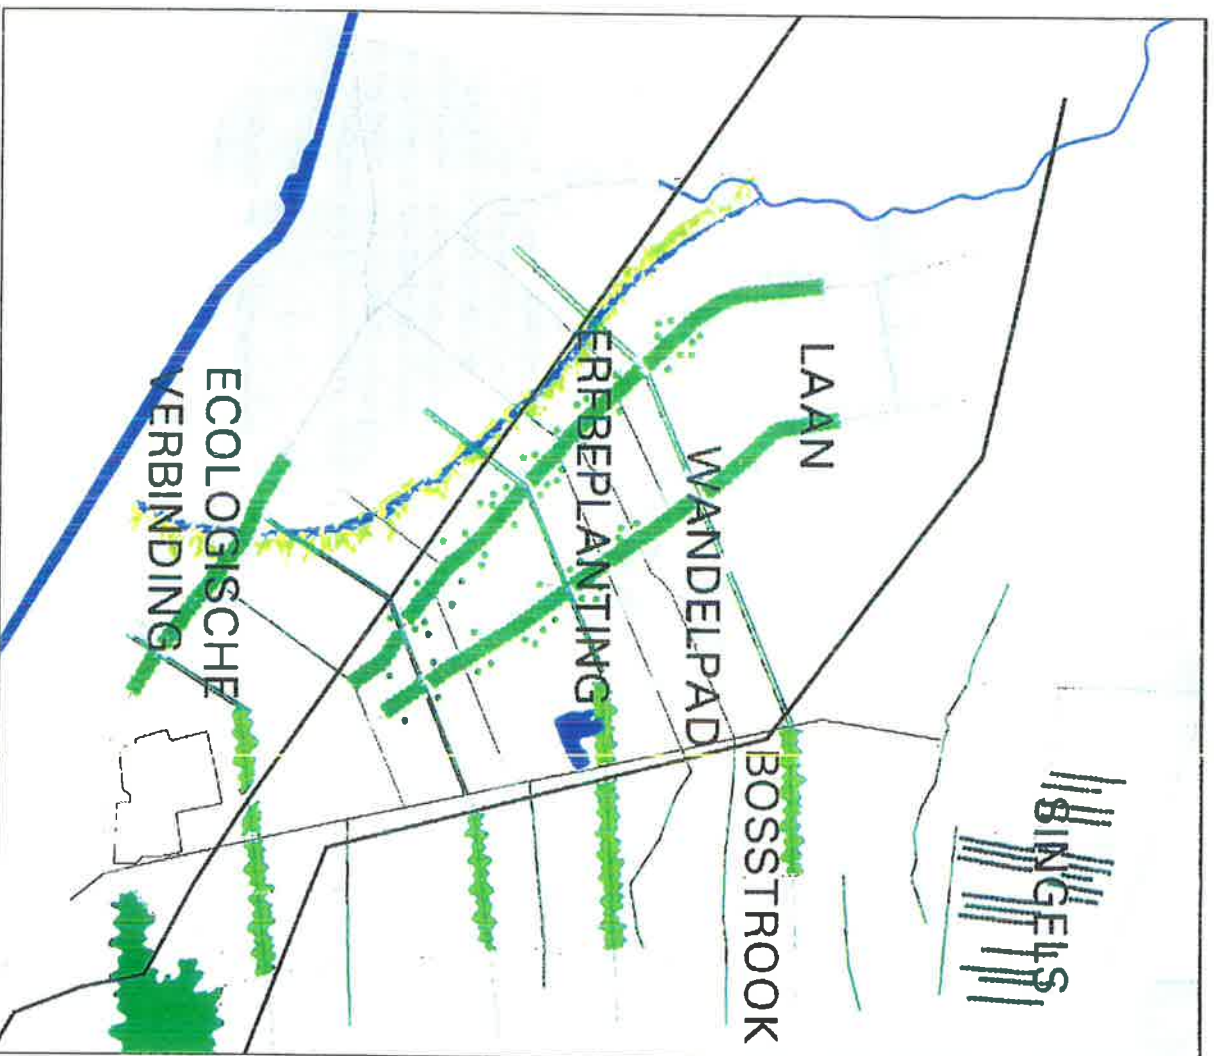 LAAN
WANDELPAD
ERFBEPLANTING
ECOLOGISCHE
VERBINDING
BOSSTROOK
SINGELS